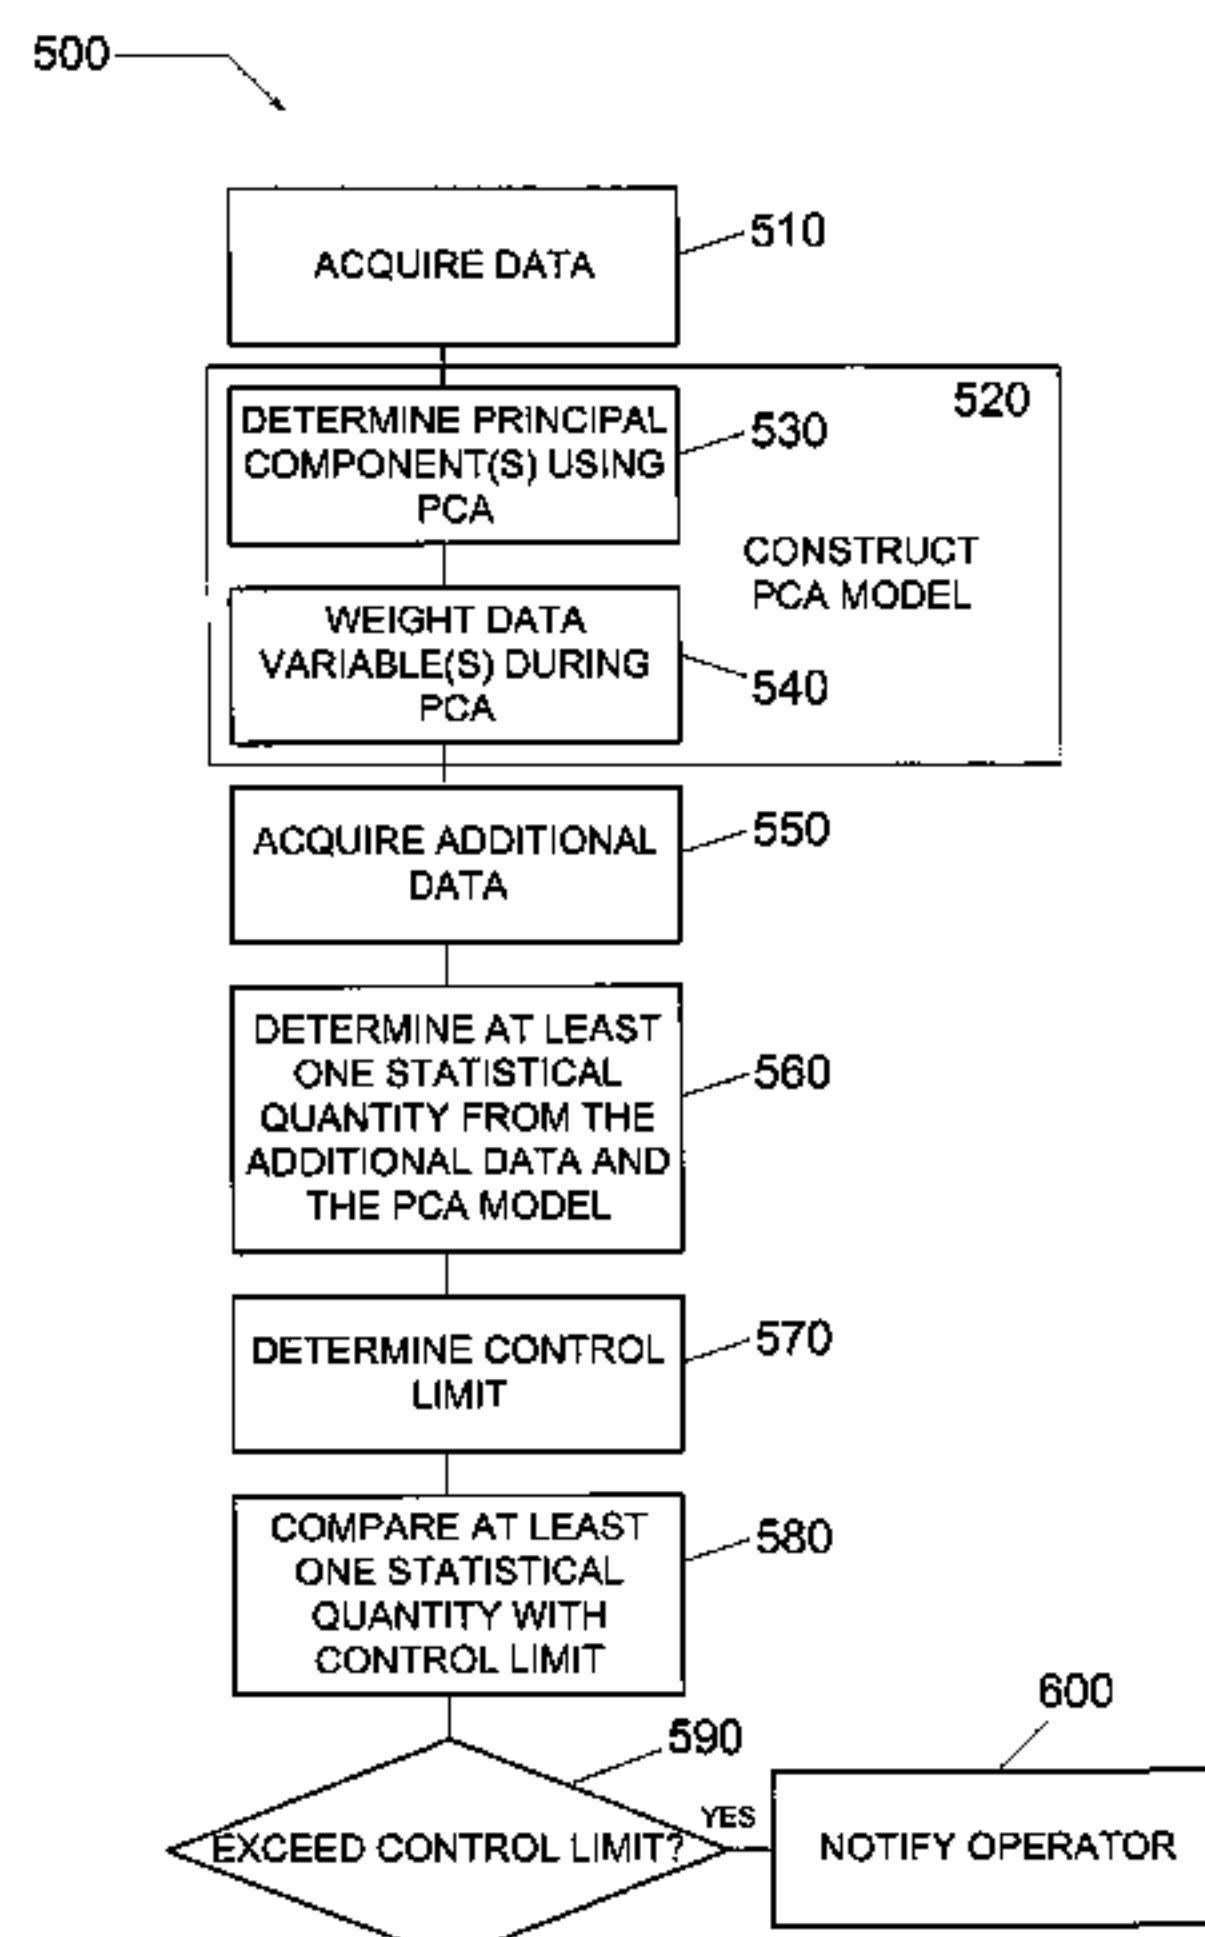 500
ACQUIRE DATA
510
520
DETERMINE PRINCIPAL
COMPONENT(S) USING
PCA
530
CONSTRUCT
PCA MODEL
WEIGHT DATA
VARIABLE(S) DURING
PCA
540
ACQUIRE ADDITIONAL
DATA
550
DETERMINE AT LEAST
ONE STATISTICAL
QUANTITY FROM THE
ADDITIONAL DATA AND
THE PCA MODEL
560
DETERMINE CONTROL
LIMIT
570
COMPARE AT LEAST
ONE STATISTICAL
QUANTITY WITH
CONTROL LIMIT
580
590
600
EXCEED CONTROL LIMIT?
YES
NOTIFY OPERATOR